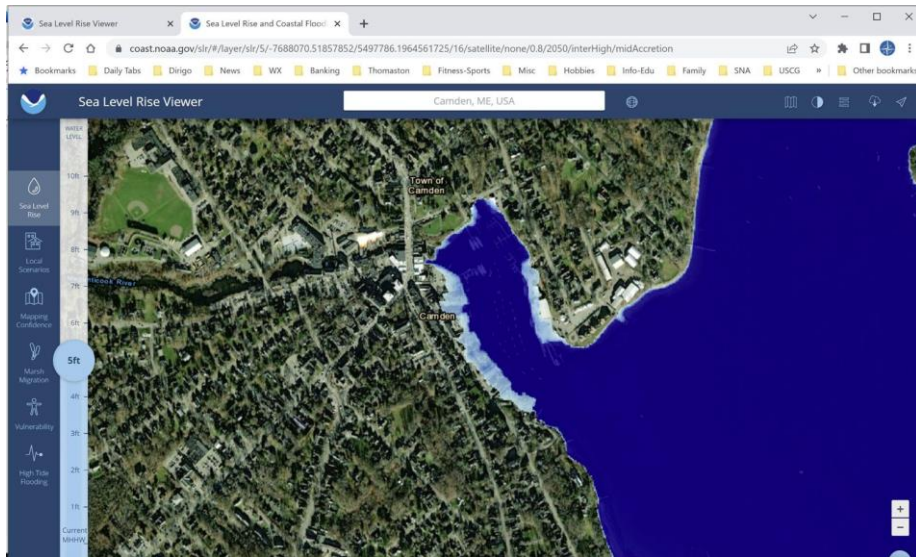 Sea Level Rise Viewer
Sea Level Rise and Coastal Flood
coast.noaa.gov/slr/#/layer/slr/5/-7688070.51857852/5497786.1964561725/16/satellite/none/0.8/2050/interHigh/midAccretion
Bookmarks Daily Tabs Dirigo News WX Banking Thomaston Fitness-Sports Misc Hobbies Info-Edu Family SNA USCG » Other bookmarks
Sea Level Rise Viewer
Camden, ME, USA
WATER
LEVEL
10ft
9ft
8ft
7ft
6ft
5ft
4ft
3ft
2ft
1ft
Current
MHHW
Sea Level
Rise
Local
Scenarios
Mapping
Confidence
Marsh
Migration
Vulnerability
High Tide
Flooding
Town of
Camden
River
Camden
+
−